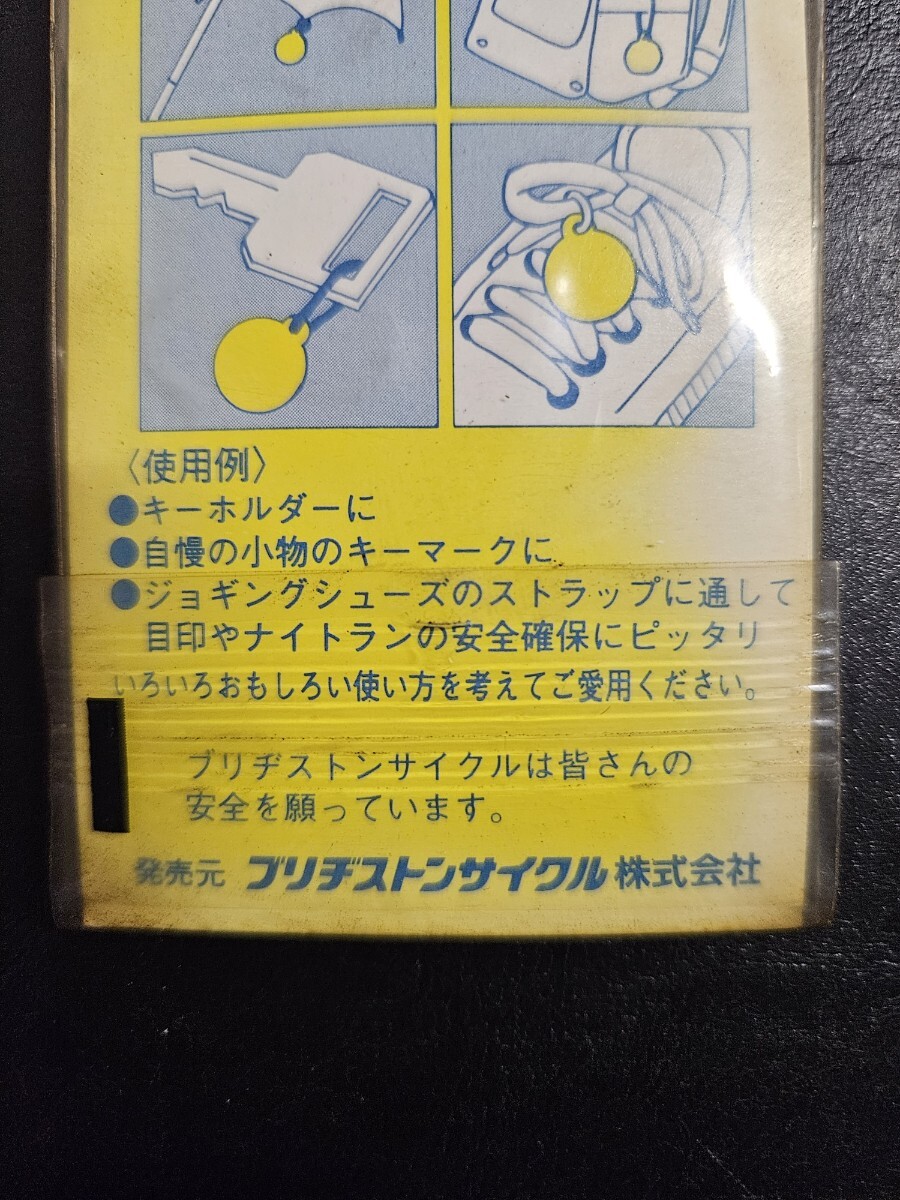 〈使用例〉
●キーホルダーに
●自慢の小物のキーマークに
●ジョギングシューズのストラップに通して
目印やナイトランの安全確保にピッタリ
いろいろおもしろい使い方を考えてご愛用ください。
ブリヂストンサイクルは皆さんの
安全を願っています。
発売元 ブリヂストンサイクル株式会社